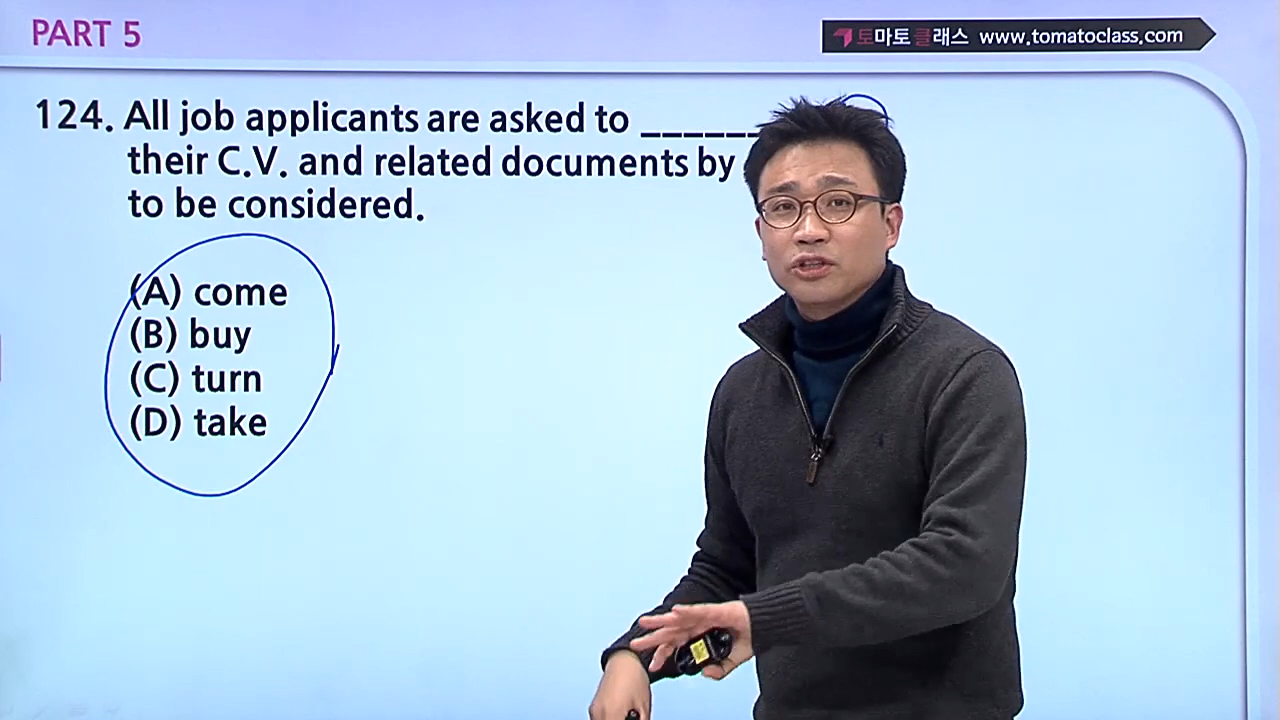 PART 5
토마토클래스 www.tomatoclass.com
124. All job applicants are asked to ______
their C.V. and related documents by
to be considered.
(A) come
(B) buy
(C) turn
(D) take